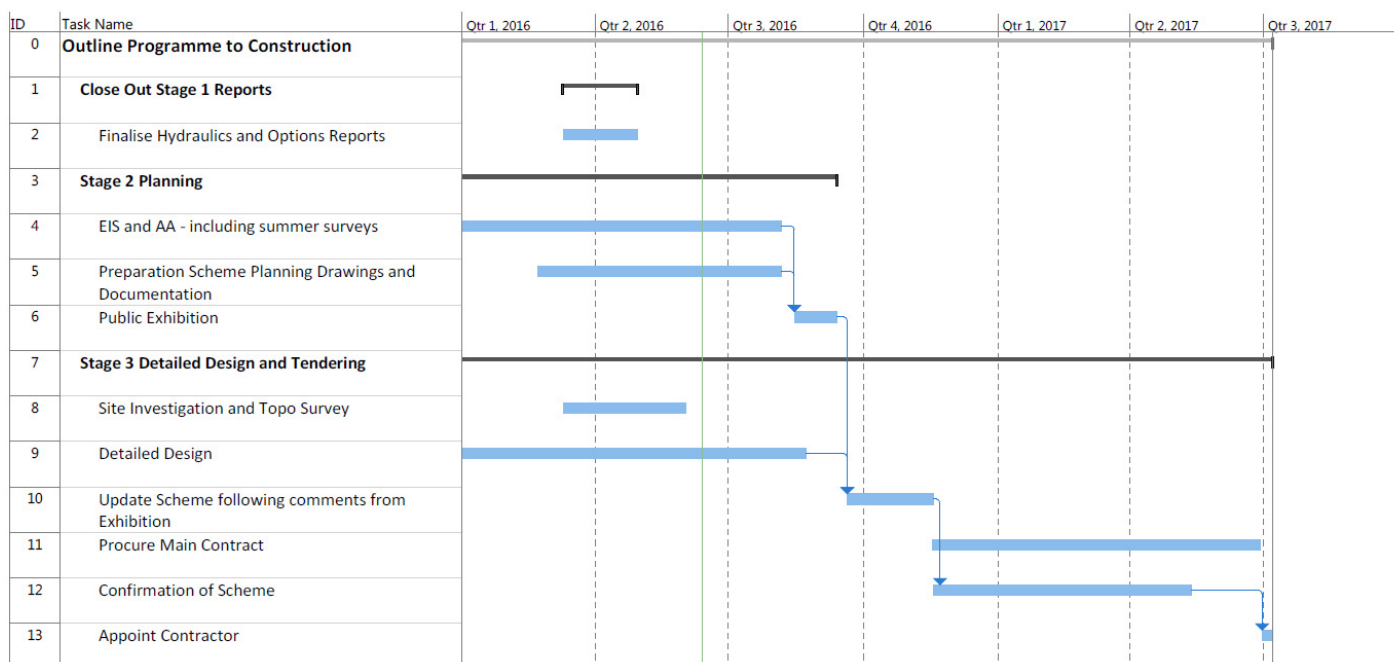 ID Task Name Qtr 1, 2016 Qtr 2, 2016 Qtr 3, 2016 Qtr 4, 2016 Qtr 1, 2017 Qtr 2, 2017 Qtr 3, 2017
0 Outline Programme to Construction
1 Close Out Stage 1 Reports
2 Finalise Hydraulics and Options Reports
3 Stage 2 Planning
4 EIS and AA - including summer surveys
5 Preparation Scheme Planning Drawings and
Documentation
6 Public Exhibition
7 Stage 3 Detailed Design and Tendering
8 Site Investigation and Topo Survey
9 Detailed Design
10 Update Scheme following comments from
Exhibition
11 Procure Main Contract
12 Confirmation of Scheme
13 Appoint Contractor